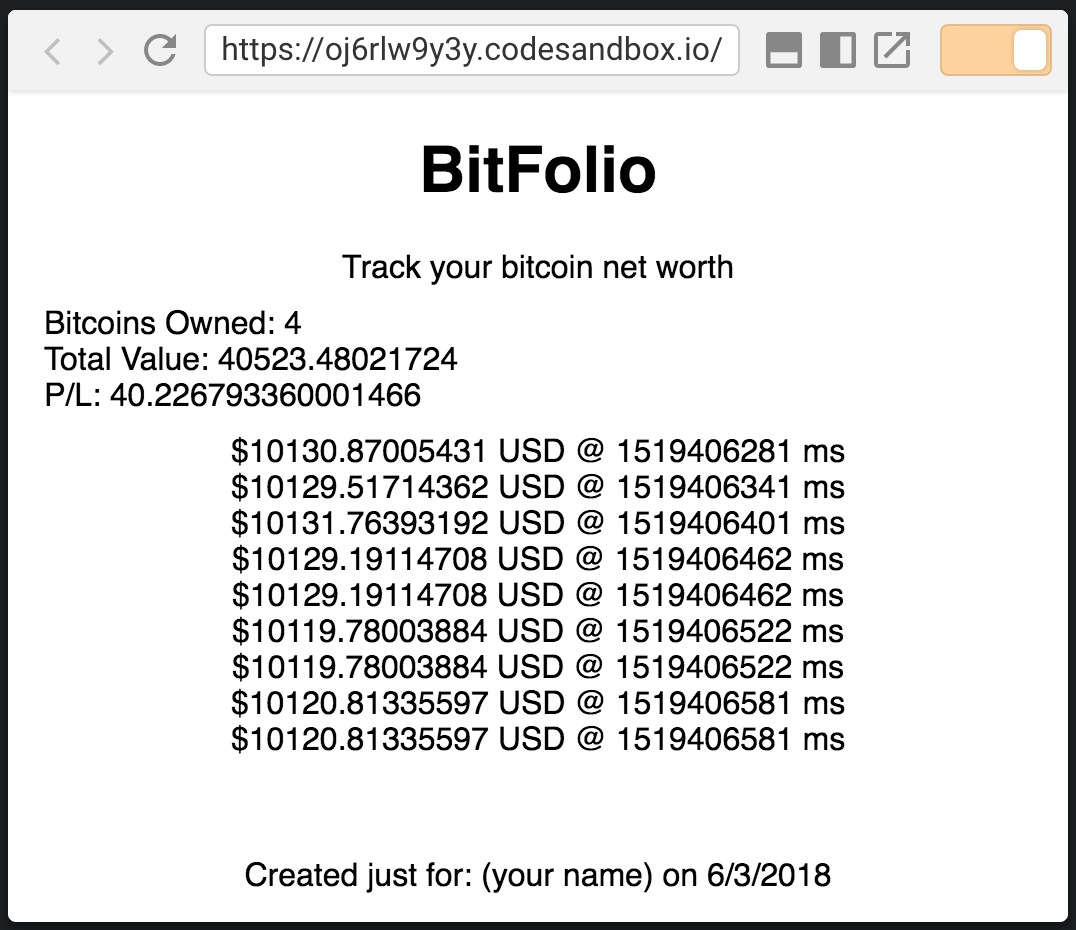 https://oj6rlw9y3y.codesandbox.io/
BitFolio
Track your bitcoin net worth
Bitcoins Owned: 4
Total Value: 40523.48021724
P/L: 40.226793360001466
$10130.87005431 USD @ 1519406281 ms
$10129.51714362 USD @ 1519406341 ms
$10131.76393192 USD @ 1519406401 ms
$10129.19114708 USD @ 1519406462 ms
$10129.19114708 USD @ 1519406462 ms
$10119.78003884 USD @ 1519406522 ms
$10119.78003884 USD @ 1519406522 ms
$10120.81335597 USD @ 1519406581 ms
$10120.81335597 USD @ 1519406581 ms
Created just for: (your name) on 6/3/2018